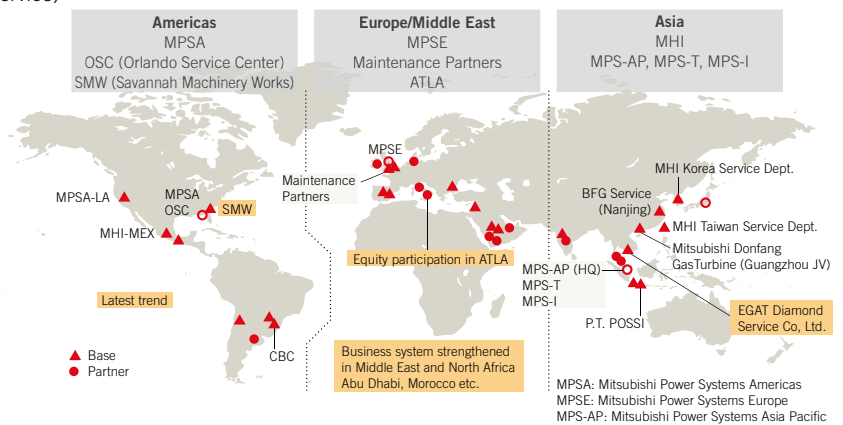 Americas
MPSA
OSC (Orlando Service Center)
SMW (Savannah Machinery Works)
Europe/Middle East
MPSE
Maintenance Partners
ATLA
Asia
MHI
MPS-AP, MPS-T, MPS-I
MPSA-LA
MPSA
OSC
SMW
MHI-MEX
Latest trend
CBC
Base
Partner
MPSE
Maintenance
Partners
Equity participation in ATLA
Business system strengthened
in Middle East and North Africa
Abu Dhabi, Morocco etc.
MHI Korea Service Dept.
BFG Service
(Nanjing)
MHI Taiwan Service Dept.
Mitsubishi Donfang
GasTurbine (Guangzhou JV)
MPS-AP (HQ)
MPS-T
MPS-I
P.T. POSSI
EGAT Diamond
Service Co, Ltd.
MPSA: Mitsubishi Power Systems Americas
MPSE: Mitsubishi Power Systems Europe
MPS-AP: Mitsubishi Power Systems Asia Pacific